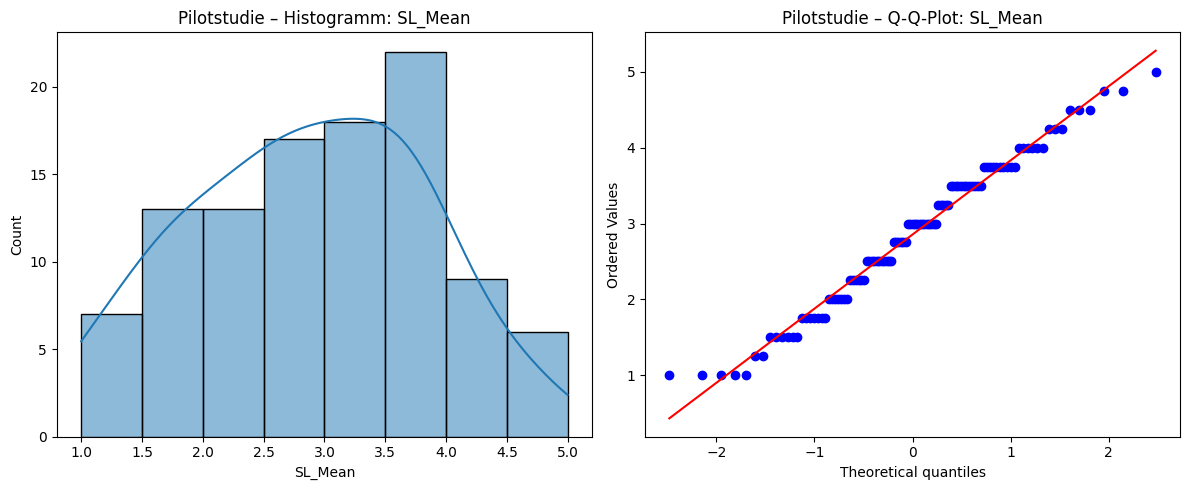 Pilotstudie – Histogramm: SL_Mean
Count
20
15
10
5
0
1.0 1.5 2.0 2.5 3.0 3.5 4.0 4.5 5.0
SL_Mean
Pilotstudie – Q-Q-Plot: SL_Mean
Ordered Values
5
4
3
2
1
−2 −1 0 1 2
Theoretical quantiles